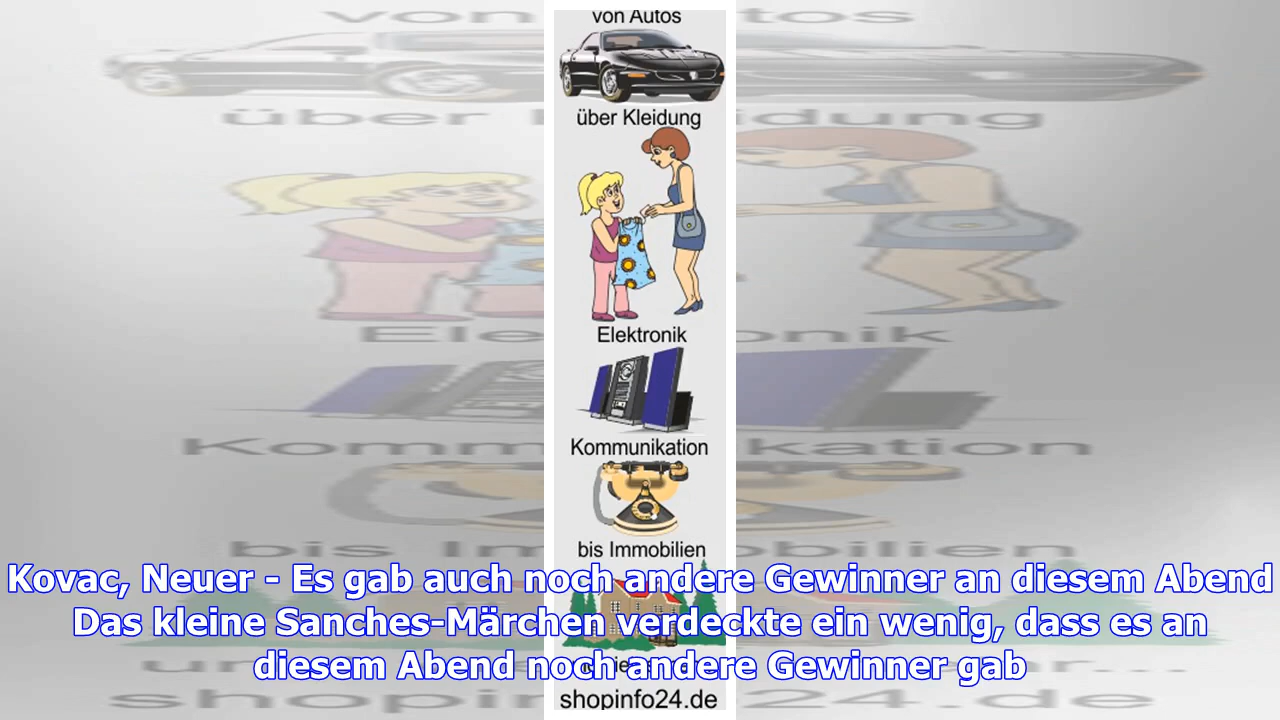 von Autos
über Kleidung
Elektronik
Kommunikation
bis Immobilien
Kovac, Neuer - Es gab auch noch andere Gewinner an diesem Abend
Das kleine Sanches-Märchen verdeckte ein wenig, dass es an
diesem Abend noch andere Gewinner gab
shopinfo24.de